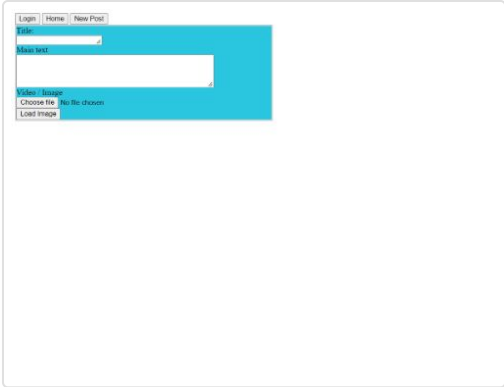 Login Home New Post
Title:
Main text
Video / Image
Choose file No file chosen
Load Image